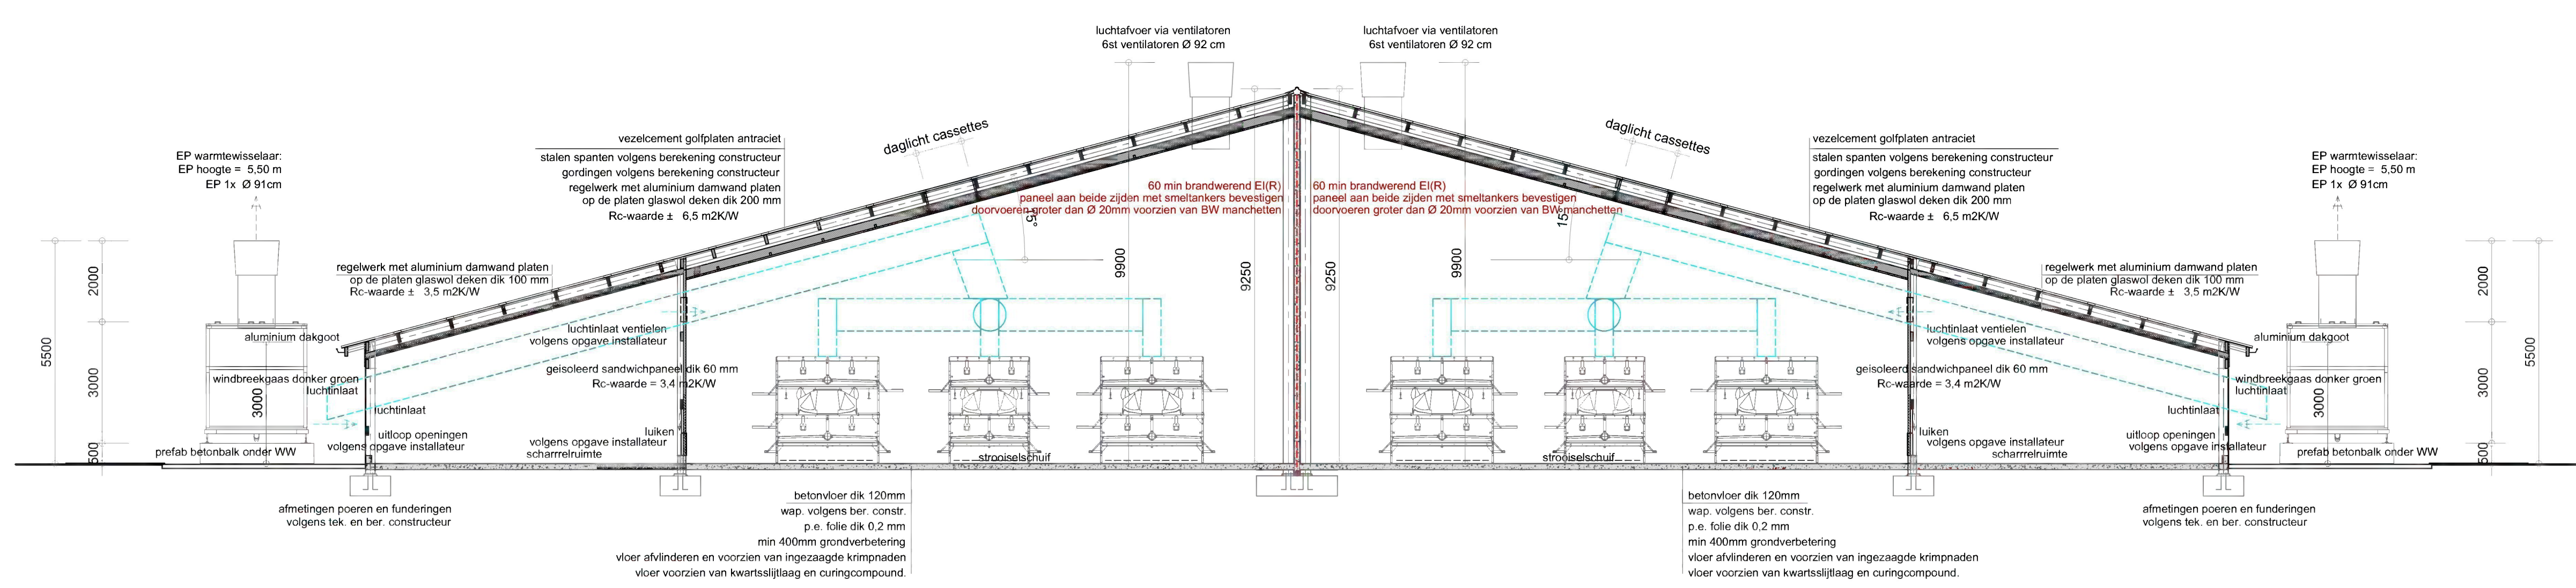 luchtafvoer via ventilatoren
6st ventilatoren Ø 92 cm
luchtafvoer via ventilatoren
6st ventilatoren Ø 92 cm
EP warmtewisselaar:
EP hoogte = 5,50 m
EP 1x Ø 91cm
vezelcement golfplaten antraciet
stalen spanten volgens berekening constructeur
gordingen volgens berekening constructeur
regelwerk met aluminium damwand platen
op de platen glaswol deken dik 200 mm
Rc-waarde ± 6,5 m2K/W
daglicht cassettes
daglicht cassettes
vezelcement golfplaten antraciet
stalen spanten volgens berekening constructeur
gordingen volgens berekening constructeur
regelwerk met aluminium damwand platen
op de platen glaswol deken dik 200 mm
Rc-waarde ± 6,5 m2K/W
EP warmtewisselaar:
EP hoogte = 5,50 m
EP 1x Ø 91cm
60 min brandwerend EI(R)
paneel aan beide zijden met smeltankers bevestigen
doorvoeren groter dan Ø 20mm voorzien van BW manchetten
60 min brandwerend EI(R)
paneel aan beide zijden met smeltankers bevestigen
doorvoeren groter dan Ø 20mm voorzien van BW manchetten
15°
15°
9900
9250
9250
9900
regelwerk met aluminium damwand platen
op de platen glaswol deken dik 100 mm
Rc-waarde ± 3,5 m2K/W
regelwerk met aluminium damwand platen
op de platen glaswol deken dik 100 mm
Rc-waarde ± 3,5 m2K/W
5500
2000
3000
500
3000
aluminium dakgoot
windbreekgaas donker groen
luchtinlaat
luchtinlaat
uitloop openingen
volgens opgave installateur
prefab betonbalk onder WW
luchtinlaat ventielen
volgens opgave installateur
geisoleerd sandwichpaneel dik 60 mm
Rc-waarde = 3,4 m2K/W
luiken
volgens opgave installateur
scharrrelruimte
strooiselschuif
strooiselschuif
luchtinlaat ventielen
volgens opgave installateur
geisoleerd sandwichpaneel dik 60 mm
Rc-waarde = 3,4 m2K/W
luiken
volgens opgave installateur
scharrrelruimte
aluminium dakgoot
windbreekgaas donker groen
luchtinlaat
luchtinlaat
uitloop openingen
volgens opgave installateur
prefab betonbalk onder WW
3000
2000
3000
500
5500
afmetingen poeren en funderingen
volgens tek. en ber. constructeur
betonvloer dik 120mm
wap. volgens ber. constr.
p.e. folie dik 0,2 mm
min 400mm grondverbetering
vloer afvlinderen en voorzien van ingezaagde krimpnaden
vloer voorzien van kwartsslijtlaag en curingcompound.
betonvloer dik 120mm
wap. volgens ber. constr.
p.e. folie dik 0,2 mm
min 400mm grondverbetering
vloer afvlinderen en voorzien van ingezaagde krimpnaden
vloer voorzien van kwartsslijtlaag en curingcompound.
afmetingen poeren en funderingen
volgens tek. en ber. constructeur